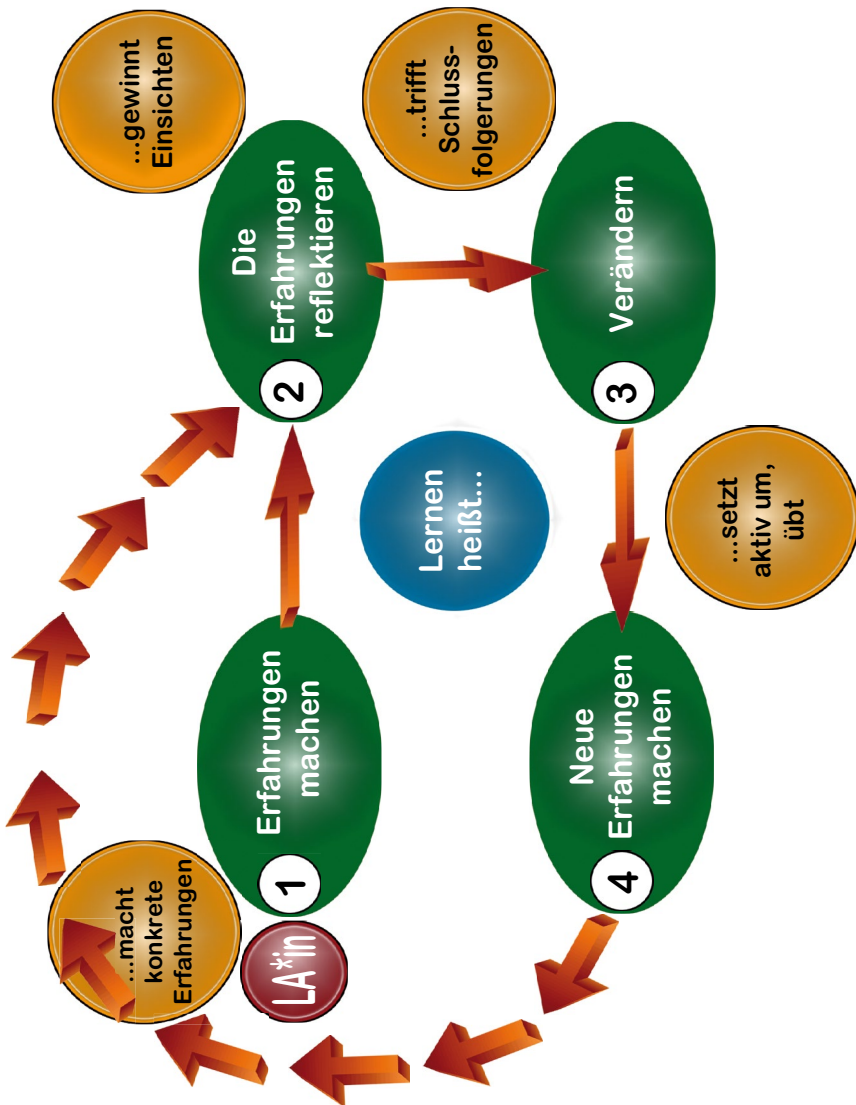 ...macht
konkrete
Erfahrungen
LA*in
1
Erfahrungen
machen
2
Die
Erfahrungen
reflektieren
...gewinnt
Einsichten
...trifft
Schluss-
folgerungen
Lernen
heißt...
3
Verändern
...setzt
aktiv um,
übt
4
Neue
Erfahrungen
machen